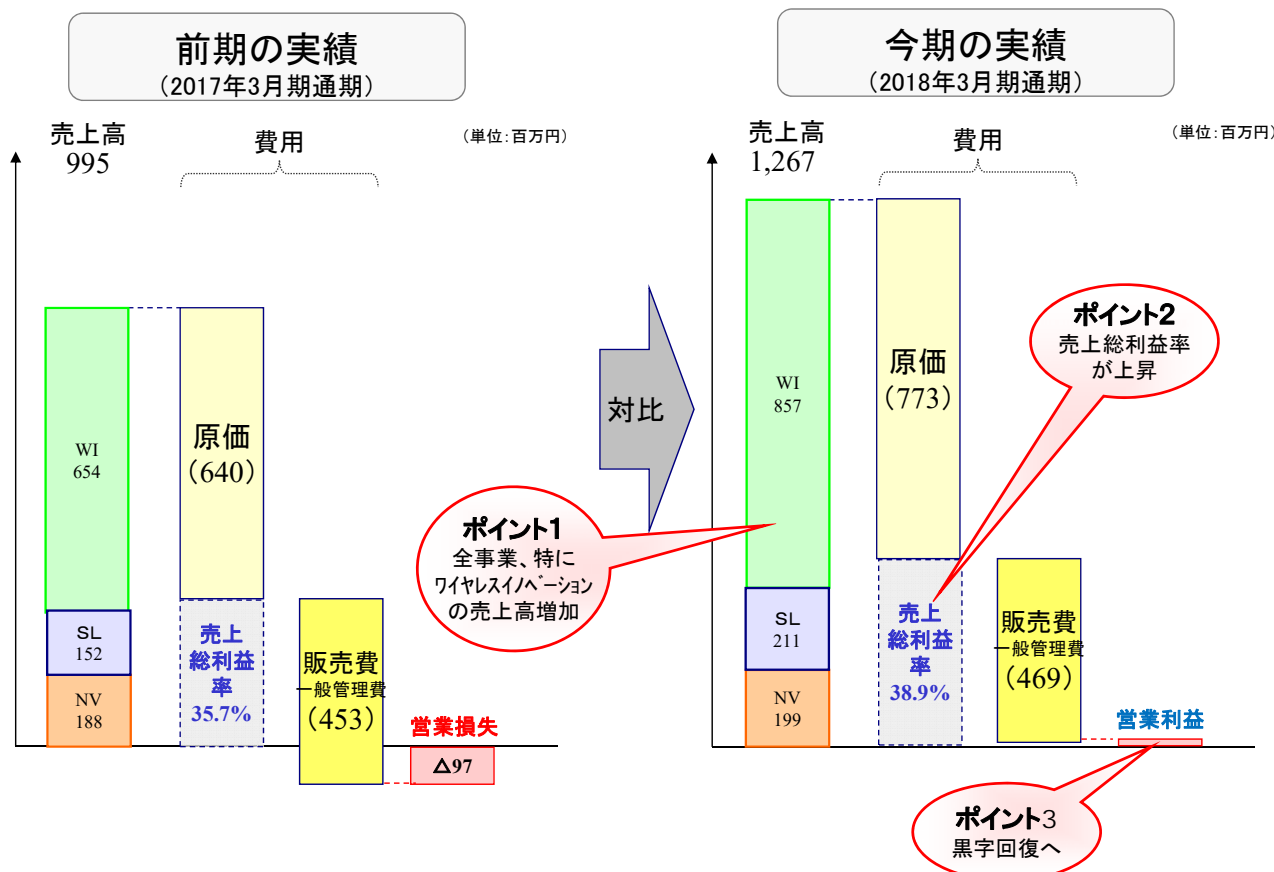 前期の実績
(2017年3月期通期)
売上高
995
費用
(単位:百万円)
WI
654
SL
152
NV
188
原価
(640)
売上
総利益
率
35.7%
販売費
一般管理費
(453)
営業損失
△97
対比
ポイント1
全事業、特に
ワイヤレスイノベーション
の売上高増加
今期の実績
(2018年3月期通期)
売上高
1,267
費用
(単位:百万円)
WI
857
SL
211
NV
199
原価
(773)
売上
総利益
率
38.9%
販売費
一般管理費
(469)
営業利益
ポイント2
売上総利益率
が上昇
ポイント3
黒字回復へ